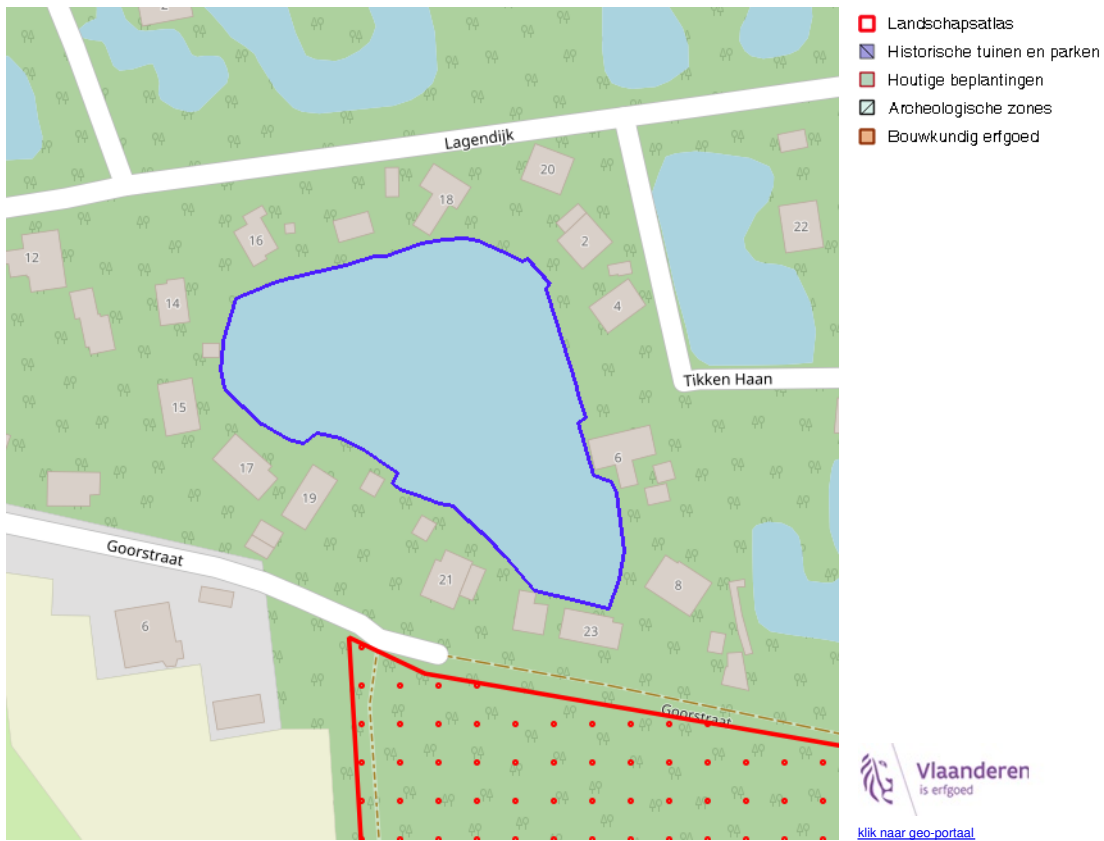 2
Lagendijk
20
18
16
2
22
12
14
4
Tikken Haan
15
6
17
19
Goorstraat
21
8
6
23
Goorstraat
Landschapsatlas
Historische tuinen en parken
Houtige beplantingen
Archeologische zones
Bouwkundig erfgoed
Vlaanderen
is erfgoed
klik naar geo-portaal